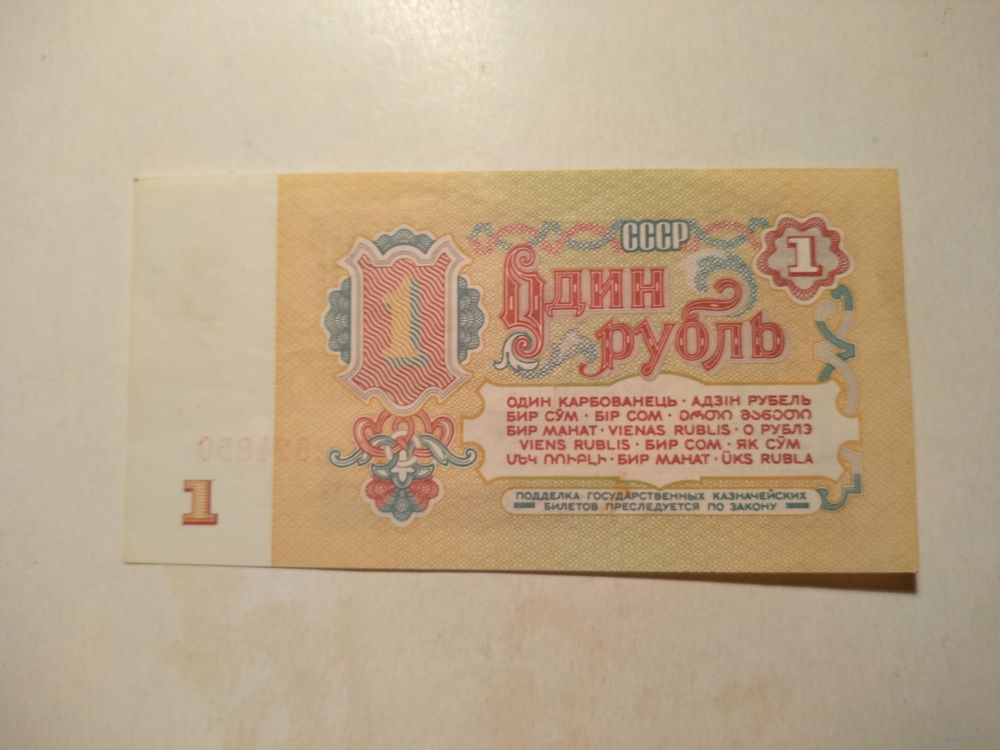 СССР
1
1
Один
рубль
ОДИН КАРБОВАНЕЦЬ · АДЗІН РУБЕЛЬ
БИР СЎМ · БІР СОМ · ᲔᲠᲗᲘ ᲛᲐᲜᲔᲗᲘ
БИР МАНАТ · VIENAS RUBLIS · О РУБЛЭ
VIENS RUBLIS · БИР СОМ · ЯК СЎМ
ՄԵԿ ՌՈՒԲԼԻ · БИР МАНАТ · ÜKS RUBLA
ПОДДЕЛКА ГОСУДАРСТВЕННЫХ КАЗНАЧЕЙСКИХ
БИЛЕТОВ ПРЕСЛЕДУЕТСЯ ПО ЗАКОНУ
1